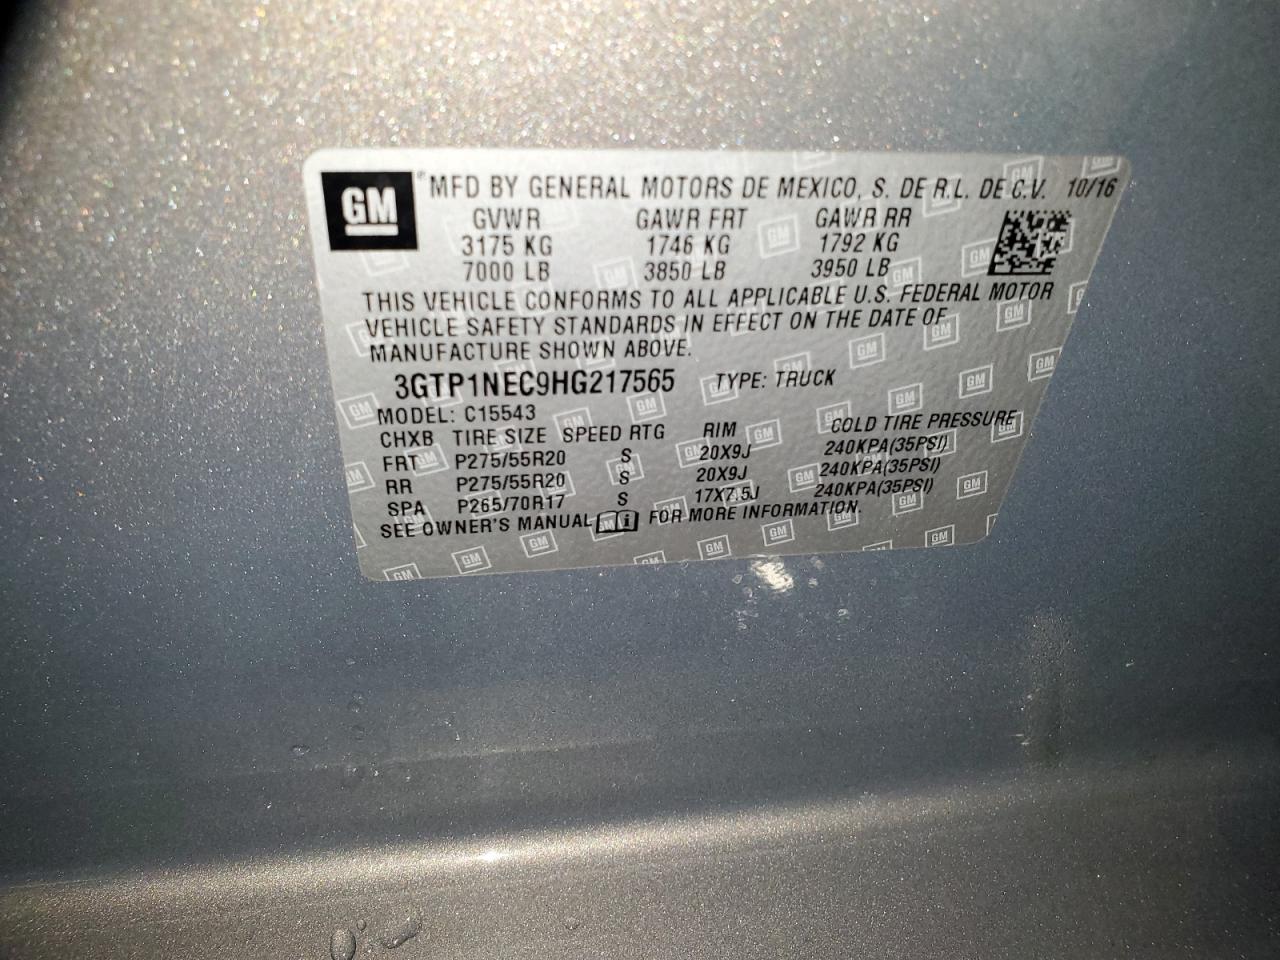 GM
® MFD BY GENERAL MOTORS DE MEXICO, S. DE R.L. DE C.V. 10/16
GVWR GAWR FRT GAWR RR
3175 KG 1746 KG 1792 KG
7000 LB 3850 LB 3950 LB
THIS VEHICLE CONFORMS TO ALL APPLICABLE U.S. FEDERAL MOTOR
VEHICLE SAFETY STANDARDS IN EFFECT ON THE DATE OF
MANUFACTURE SHOWN ABOVE.
3GTP1NEC9HG217565 TYPE: TRUCK
MODEL: C15543
CHXB TIRE SIZE SPEED RTG RIM COLD TIRE PRESSURE
FRT P275/55R20 S 20X9J 240KPA(35PSI)
RR P275/55R20 S 20X9J 240KPA(35PSI)
SPA P265/70R17 S 17X7.5J 240KPA(35PSI)
SEE OWNER'S MANUAL i FOR MORE INFORMATION.